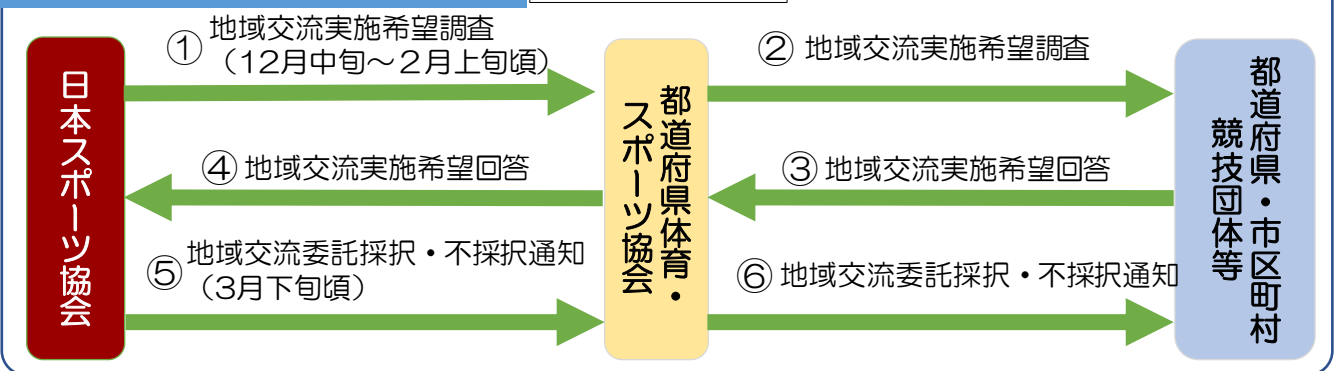 日本スポーツ協会
①
地域交流実施希望調査
（12月中旬～２月上旬頃）
④ 地域交流実施希望回答
⑤
地域交流委託採択・不採択通知
（3月下旬頃）
都道府県体育・
スポーツ協会
② 地域交流実施希望調査
③ 地域交流実施希望回答
⑥ 地域交流委託採択・不採択通知
都道府県・市区町村
競技団体等